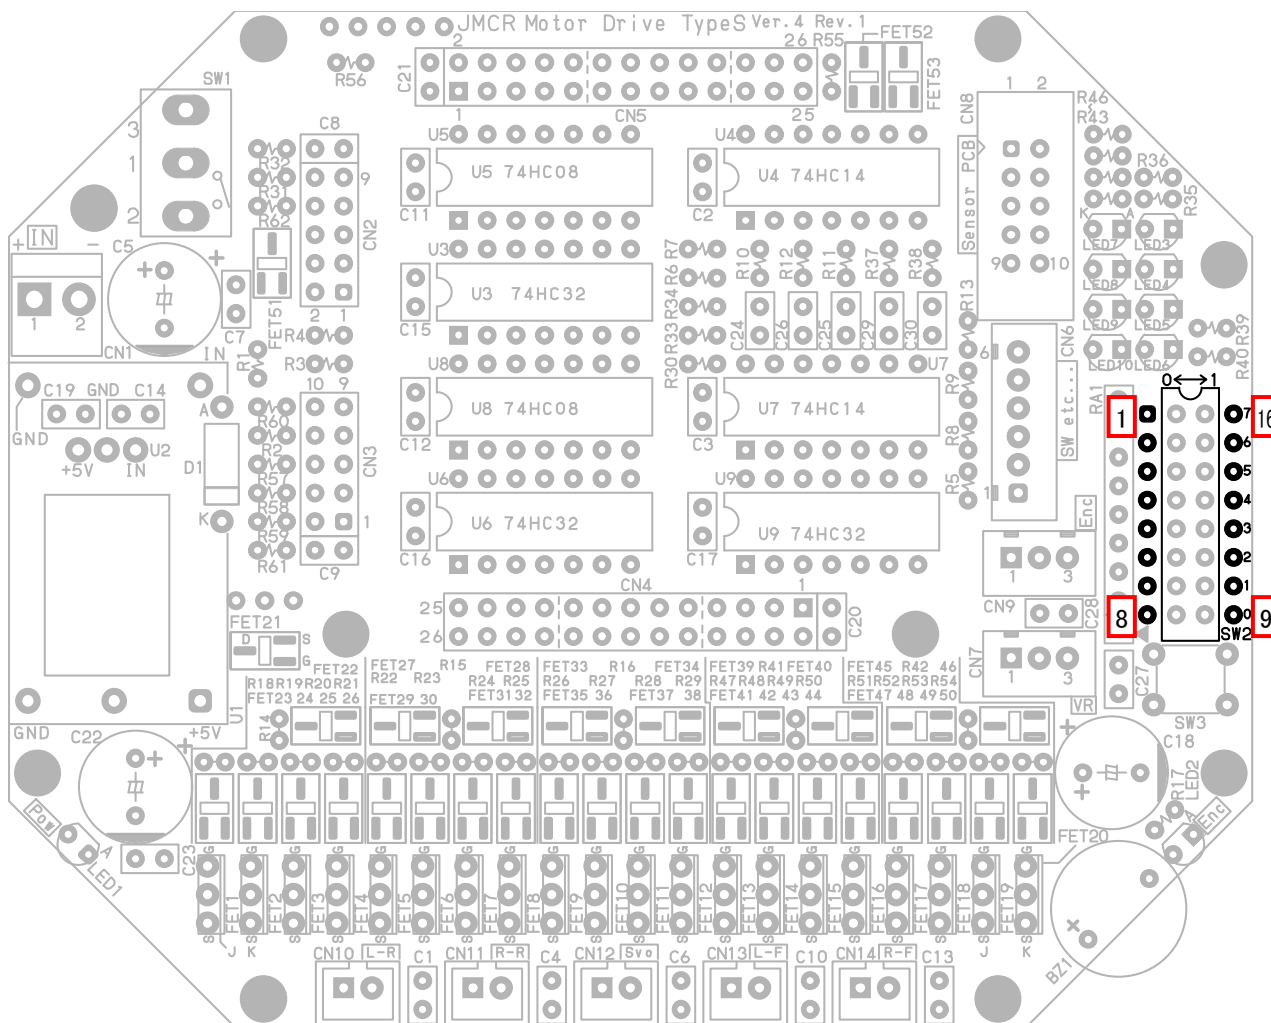 JMCR Motor Drive TypeS Ver.4 Rev.1
2 26 R55 FET52
C21 R56 SW1 FET53
1 CN5 25
3 1 2
C8 R32 R31 R62 9 CN2 2 1
U5 U5 74HC08 C11
U4 U4 74HC14 C2
CN8 1 2 Sensor PCB 9 10
R46 R43 R36 R35
K A
LED7 LED3
LED8 LED4
LED9 LED5
LED10 LED6
R39 R40
+ IN - C5 +
1 2 CN1 IN C7 FET51
U3 U3 74HC32 C15
R7 R6 R34 R33 R30
R10 R12 R11 R37 R38
C24 C26 C25 C29 C30
R13 R9 R8 R5
CN6 6 SW etc... 1
R4 R3 R1
10 9 CN3 1 C9
C19 GND C14 A
GND +5V IN U2 D1 K
R60 R2 R57 R58 R59 R61
U8 U8 74HC08 C12
U7 U7 74HC14 C3
U6 U6 74HC32 C16
U9 U9 74HC32 C17
RA1 0 1
1 7 16
6
5
4
3
2
1
8 0 9
SW2
Enc 1 3 CN9 C28
CN7 1 3 VR C27 SW3
CN4 1 25 26 C20
FET21 D S G
FET22 FET27 R23 R15 FET28 FET33 R16 FET34 FET39 R41 FET40 FET45 R42 46
R18 R19 R20 R21 R22 R24 R25 R26 R27 R28 R29 R47 R48 R49 R50 R51 R52 R53 R54
FET23 24 25 26 FET29 30 FET31 32 FET35 36 FET37 38 FET41 42 43 44 FET47 48 49 50
GND +5V U1 R14
C22 + +
C18 + +
R17 LED2 A Enc
Pow A LED1 C23
FET20
G G G G G G G G G G G G G G G G G G G G
FET1 FET2 FET3 FET4 FET5 FET6 FET7 FET8 FET9 FET10 FET11 FET12 FET13 FET14 FET15 FET16 FET17 FET18 FET19
S S S S S S S S S S S S S S S S S S S S
J K J K
CN10 L-R C1 CN11 R-R C4 CN12 Svo C6 CN13 L-F C10 CN14 R-F C13
BZ1 +